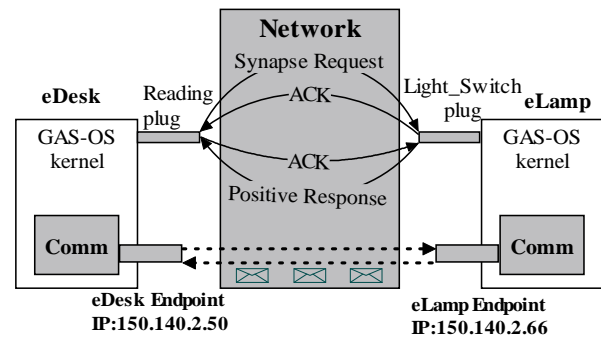 Network
Synapse Request
eDesk
Reading
plug
ACK
Light_Switch
plug
eLamp
GAS-OS
kernel
GAS-OS
kernel
ACK
Positive Response
Comm
Comm
eDesk Endpoint
IP:150.140.2.50
eLamp Endpoint
IP:150.140.2.66